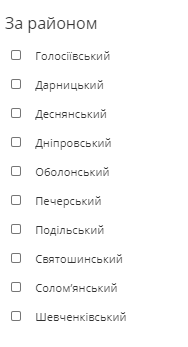 За районом
Голосіївський
Дарницький
Деснянський
Дніпровський
Оболонський
Печерський
Подільський
Святошинський
Солом'янський
Шевченківський